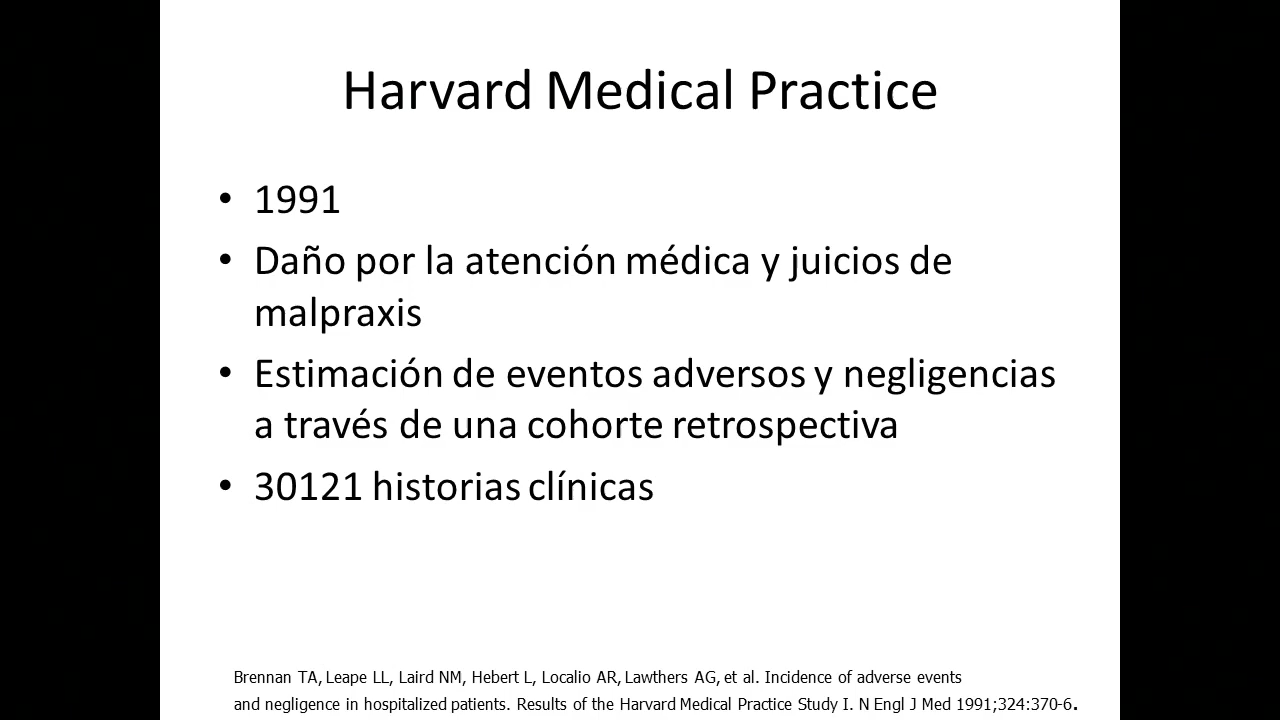 Harvard Medical Practice
• 1991
• Daño por la atención médica y juicios de
malpraxis
• Estimación de eventos adversos y negligencias
a través de una cohorte retrospectiva
• 30121 historias clínicas
Brennan TA, Leape LL, Laird NM, Hebert L, Localio AR, Lawthers AG, et al. Incidence of adverse events
and negligence in hospitalized patients. Results of the Harvard Medical Practice Study I. N Engl J Med 1991;324:370-6.